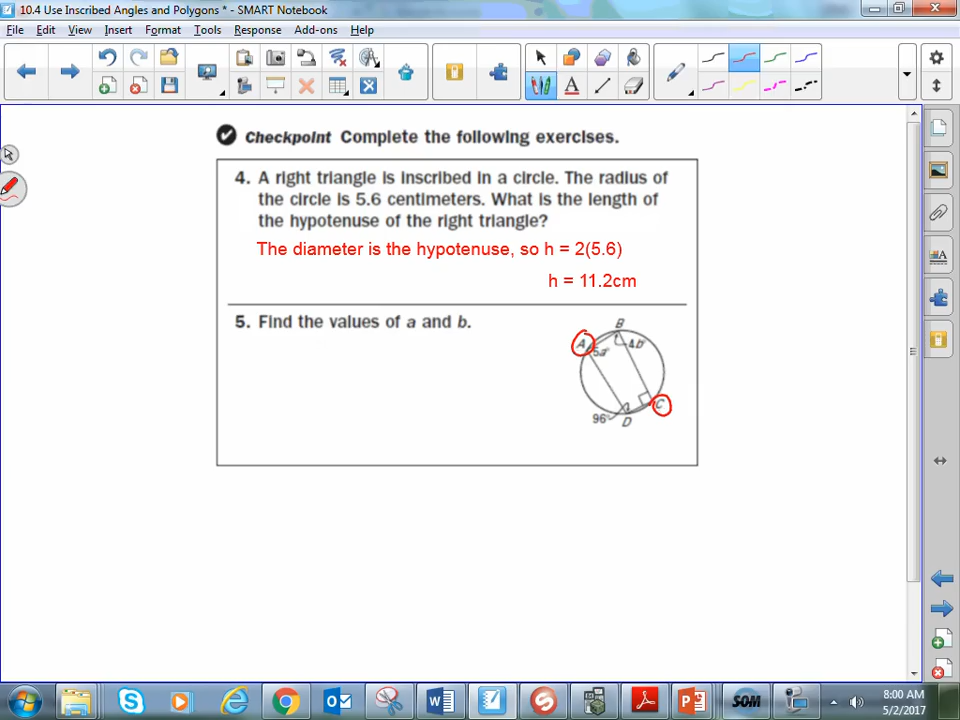 10.4 Use Inscribed Angles and Polygons * - SMART Notebook
File Edit View Insert Format Tools Response Add-ons Help
Checkpoint Complete the following exercises.
4. A right triangle is inscribed in a circle. The radius of
the circle is 5.6 centimeters. What is the length of
the hypotenuse of the right triangle?
The diameter is the hypotenuse, so h = 2(5.6)
h = 11.2cm
5. Find the values of a and b.
B
A
5a°
4b°
C
96°
D
SOM
8:00 AM
5/2/2017